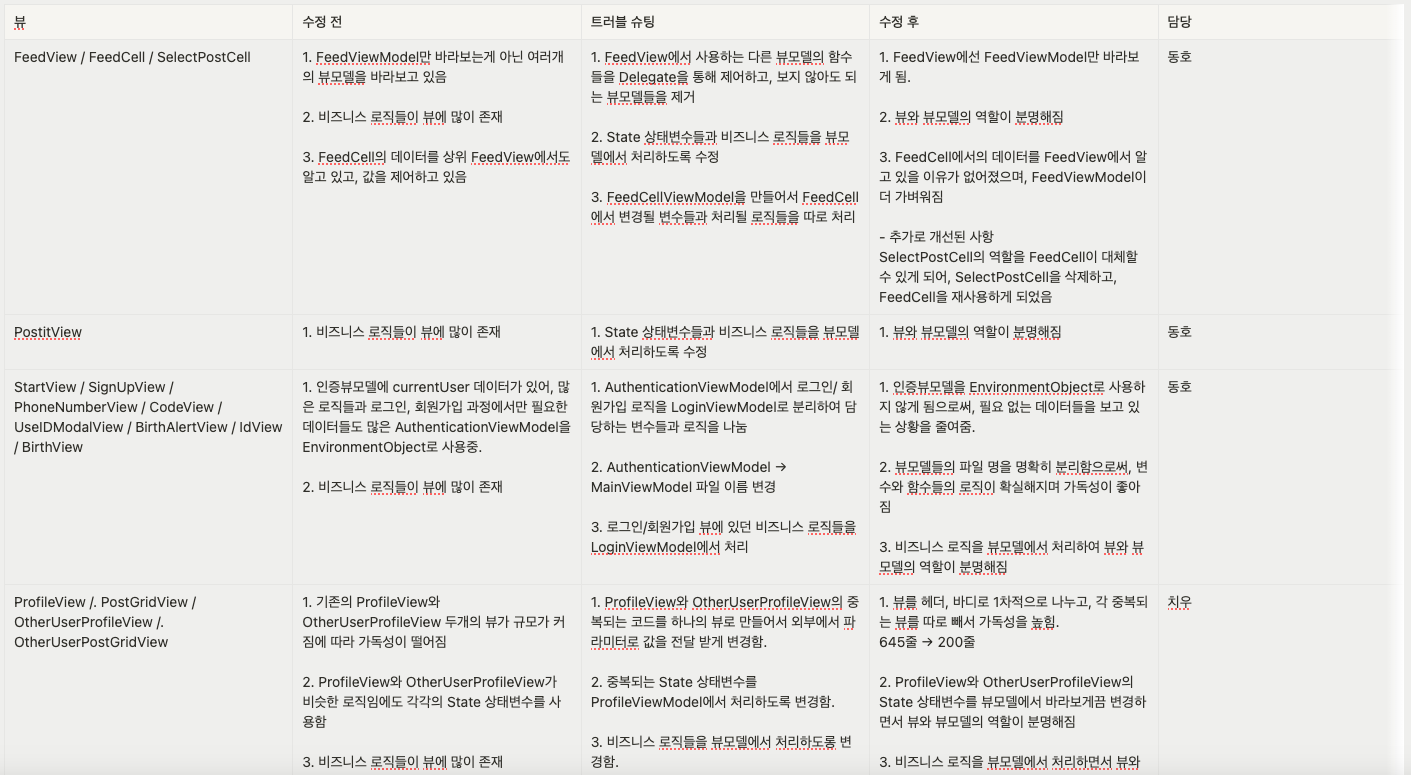 뷰
수정 전
트러블 슈팅
수정 후
담당
FeedView / FeedCell / SelectPostCell
1. FeedViewModel만 바라보는게 아닌 여러개
의 뷰모델을 바라보고 있음
2. 비즈니스 로직들이 뷰에 많이 존재
3. FeedCell의 데이터를 상위 FeedView에서도
알고 있고, 값을 제어하고 있음
1. FeedView에서 사용하는 다른 뷰모델의 함수
들을 Delegate을 통해 제어하고, 보지 않아도 되
는 뷰모델들을 제거
2. State 상태변수들과 비즈니스 로직들을 뷰모
델에서 처리하도록 수정
3. FeedCellViewModel을 만들어서 FeedCell
에서 변경될 변수들과 처리될 로직들을 따로 처리
1. FeedView에선 FeedViewModel만 바라보
게 됨.
2. 뷰와 뷰모델의 역할이 분명해짐
3. FeedCell에서의 데이터를 FeedView에서 알
고 있을 이유가 없어졌으며, FeedViewModel이
더 가벼워짐
- 추가로 개선된 사항
SelectPostCell의 역할을 FeedCell이 대체할
수 있게 되어, SelectPostCell을 삭제하고,
FeedCell을 재사용하게 되었음
동호
PostitView
1. 비즈니스 로직들이 뷰에 많이 존재
1. State 상태변수들과 비즈니스 로직들을 뷰모델
에서 처리하도록 수정
1. 뷰와 뷰모델의 역할이 분명해짐
동호
StartView / SignUpView /
PhoneNumberView / CodeView /
UseIDModalView / BirthAlertView / IdView
/ BirthView
1. 인증뷰모델에 currentUser 데이터가 있어, 많
은 로직들과 로그인, 회원가입 과정에서만 필요한
데이터들도 많은 AuthenticationViewModel을
EnvironmentObject로 사용중.
2. 비즈니스 로직들이 뷰에 많이 존재
1. AuthenticationViewModel에서 로그인/ 회
원가입 로직을 LoginViewModel로 분리하여 담
당하는 변수들과 로직을 나눔
2. AuthenticationViewModel →
MainViewModel 파일 이름 변경
3. 로그인/회원가입 뷰에 있던 비즈니스 로직들을
LoginViewModel에서 처리
1. 인증뷰모델을 EnvironmentObject로 사용하
지 않게 됨으로써, 필요 없는 데이터들을 보고 있
는 상황을 줄여줌.
2. 뷰모델들의 파일 명을 명확히 분리함으로써, 변
수와 함수들의 로직이 확실해지며 가독성이 좋아
짐
3. 비즈니스 로직을 뷰모델에서 처리하여 뷰와 뷰
모델의 역할이 분명해짐
동호
ProfileView /. PostGridView /
OtherUserProfileView /.
OtherUserPostGridView
1. 기존의 ProfileView와
OtherUserProfileView 두개의 뷰가 규모가 커
짐에 따라 가독성이 떨어짐
2. ProfileView와 OtherUserProfileView가
비슷한 로직임에도 각각의 State 상태변수를 사
용함
3. 비즈니스 로직들이 뷰에 많이 존재
1. ProfileView와 OtherUserProfileView의 중
복되는 코드를 하나의 뷰로 만들어서 외부에서 파
라미터로 값을 전달 받게 변경함.
2. 중복되는 State 상태변수를
ProfileViewModel에서 처리하도록 변경함.
3. 비즈니스 로직들을 뷰모델에서 처리하도롱 변
경함.
1. 뷰를 헤더, 바디로 1차적으로 나누고, 각 중복되
는 뷰를 따로 빼서 가독성을 높힘.
645줄 → 200줄
2. ProfileView와 OtherUserProfileView의
State 상태변수를 뷰모델에서 바라보게끔 변경하
면서 뷰와 뷰모델의 역할이 분명해짐
3. 비즈니스 로직을 뷰모델에서 처리하면서 뷰와
치우